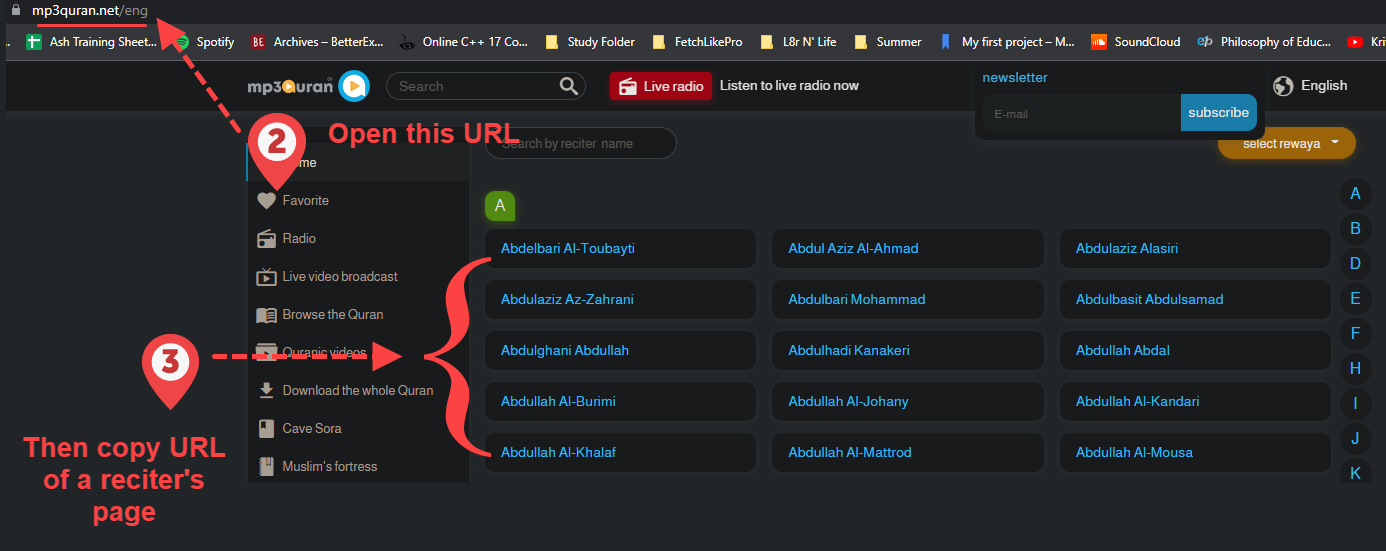 mp3quran.net/eng
Ash Training Sheet...
Spotify
BE
Archives – BetterEx...
Online C++ 17 Co...
Study Folder
FetchLikePro
L8r N' Life
Summer
My first project – M...
SoundCloud
ep
Philosophy of Educ...
Kri
mp3Quran
Search
Live radio
Listen to live radio now
newsletter
E-mail
subscribe
English
2
Open this URL
Search by reciter name
select rewaya
Favorite
Radio
Live video broadcast
Browse the Quran
Quranic videos
Download the whole Quran
Cave Sora
Muslim's fortress
3
Then copy URL
of a reciter's
page
A
Abdelbari Al-Toubayti
Abdul Aziz Al-Ahmad
Abdulaziz Alasiri
Abdulaziz Az-Zahrani
Abdulbari Mohammad
Abdulbasit Abdulsamad
Abdulghani Abdullah
Abdulhadi Kanakeri
Abdullah Abdal
Abdullah Al-Burimi
Abdullah Al-Johany
Abdullah Al-Kandari
Abdullah Al-Khalaf
Abdullah Al-Mattrod
Abdullah Al-Mousa
A
B
D
E
F
H
I
J
K